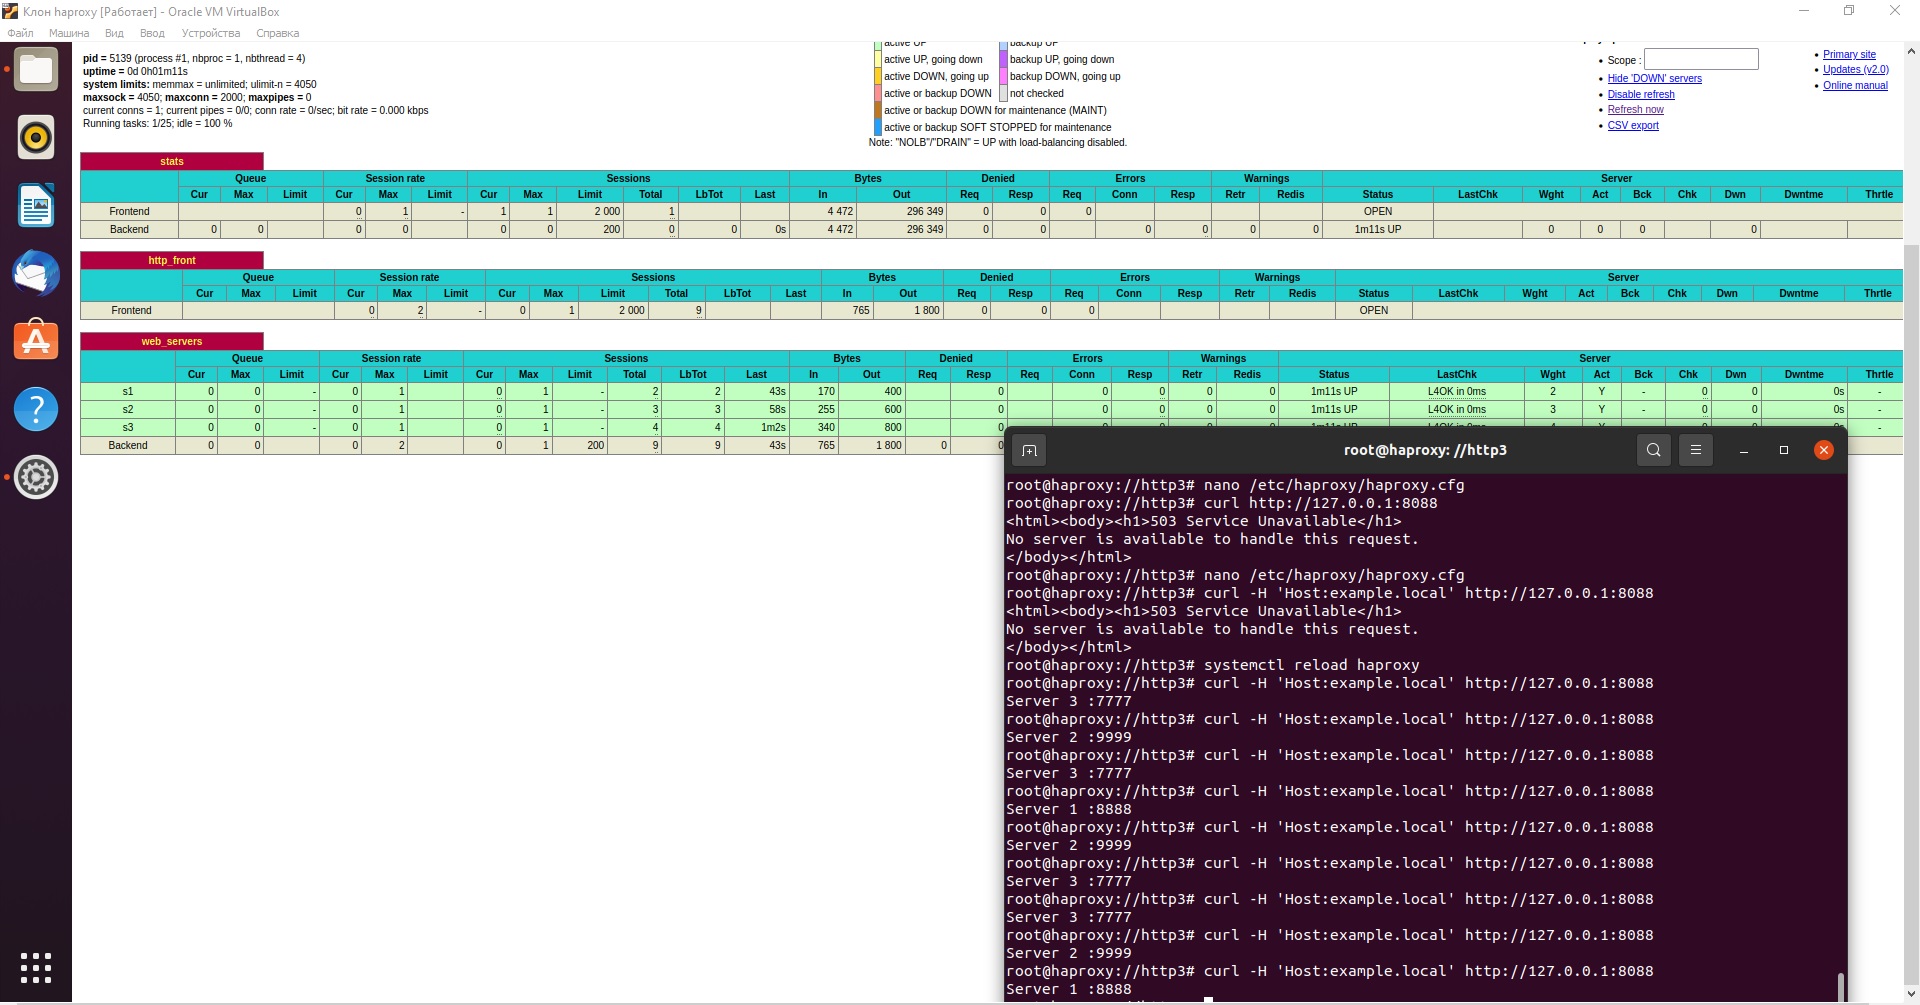 Клон haproxy [Работает] - Oracle VM VirtualBox
Файл Машина Вид Ввод Устройства Справка
pid = 5139 (process #1, nbproc = 1, nbthread = 4)
uptime = 0d 0h01m11s
system limits: memmax = unlimited; ulimit-n = 4050
maxsock = 4050; maxconn = 2000; maxpipes = 0
current conns = 1; current pipes = 0/0; conn rate = 0/sec; bit rate = 0.000 kbps
Running tasks: 1/25; idle = 100 %
active UP backup UP
active UP, going down backup UP, going down
active DOWN, going up backup DOWN, going up
active or backup DOWN not checked
active or backup DOWN for maintenance (MAINT)
active or backup SOFT STOPPED for maintenance
Note: "NOLB"/"DRAIN" = UP with load-balancing disabled.
Scope :
Hide 'DOWN' servers
Disable refresh
Refresh now
CSV export
Primary site
Updates (v2.0)
Online manual
stats
Queue Session rate Sessions Bytes Denied Errors Warnings Server
Cur Max Limit Cur Max Limit Cur Max Limit Total LbTot Last In Out Req Resp Req Conn Resp Retr Redis Status LastChk Wght Act Bck Chk Dwn Dwntme Thrtle
Frontend 0 1 - 1 1 2 000 1 4 472 296 349 0 0 0 OPEN
Backend 0 0 0 0 0 0 200 0 0 0s 4 472 296 349 0 0 0 0 0 0 1m11s UP 0 0 0 0
http_front
Queue Session rate Sessions Bytes Denied Errors Warnings Server
Cur Max Limit Cur Max Limit Cur Max Limit Total LbTot Last In Out Req Resp Req Conn Resp Retr Redis Status LastChk Wght Act Bck Chk Dwn Dwntme Thrtle
Frontend 0 2 - 0 1 2 000 9 765 1 800 0 0 0 OPEN
web_servers
Queue Session rate Sessions Bytes Denied Errors Warnings Server
Cur Max Limit Cur Max Limit Cur Max Limit Total LbTot Last In Out Req Resp Req Conn Resp Retr Redis Status LastChk Wght Act Bck Chk Dwn Dwntme Thrtle
s1 0 0 - 0 1 0 1 - 2 2 43s 170 400 0 0 0 0 0 1m11s UP L4OK in 0ms 2 Y - 0 0 0s -
s2 0 0 - 0 1 0 1 - 3 3 58s 255 600 0 0 0 0 0 1m11s UP L4OK in 0ms 3 Y - 0 0 0s -
s3 0 0 - 0 1 0 1 - 4 4 1m2s 340 800 0 0 0 0 0 1m11s UP L4OK in 0ms 4 Y - 0 0 0s -
Backend 0 0 0 2 0 1 200 9 9 43s 765 1 800 0 0
root@haproxy: //http3
root@haproxy://http3# nano /etc/haproxy/haproxy.cfg
root@haproxy://http3# curl http://127.0.0.1:8088
<html><body><h1>503 Service Unavailable</h1>
No server is available to handle this request.
</body></html>
root@haproxy://http3# nano /etc/haproxy/haproxy.cfg
root@haproxy://http3# curl -H 'Host:example.local' http://127.0.0.1:8088
<html><body><h1>503 Service Unavailable</h1>
No server is available to handle this request.
</body></html>
root@haproxy://http3# systemctl reload haproxy
root@haproxy://http3# curl -H 'Host:example.local' http://127.0.0.1:8088
Server 3 :7777
root@haproxy://http3# curl -H 'Host:example.local' http://127.0.0.1:8088
Server 2 :9999
root@haproxy://http3# curl -H 'Host:example.local' http://127.0.0.1:8088
Server 3 :7777
root@haproxy://http3# curl -H 'Host:example.local' http://127.0.0.1:8088
Server 1 :8888
root@haproxy://http3# curl -H 'Host:example.local' http://127.0.0.1:8088
Server 2 :9999
root@haproxy://http3# curl -H 'Host:example.local' http://127.0.0.1:8088
Server 3 :7777
root@haproxy://http3# curl -H 'Host:example.local' http://127.0.0.1:8088
Server 3 :7777
root@haproxy://http3# curl -H 'Host:example.local' http://127.0.0.1:8088
Server 2 :9999
root@haproxy://http3# curl -H 'Host:example.local' http://127.0.0.1:8088
Server 1 :8888